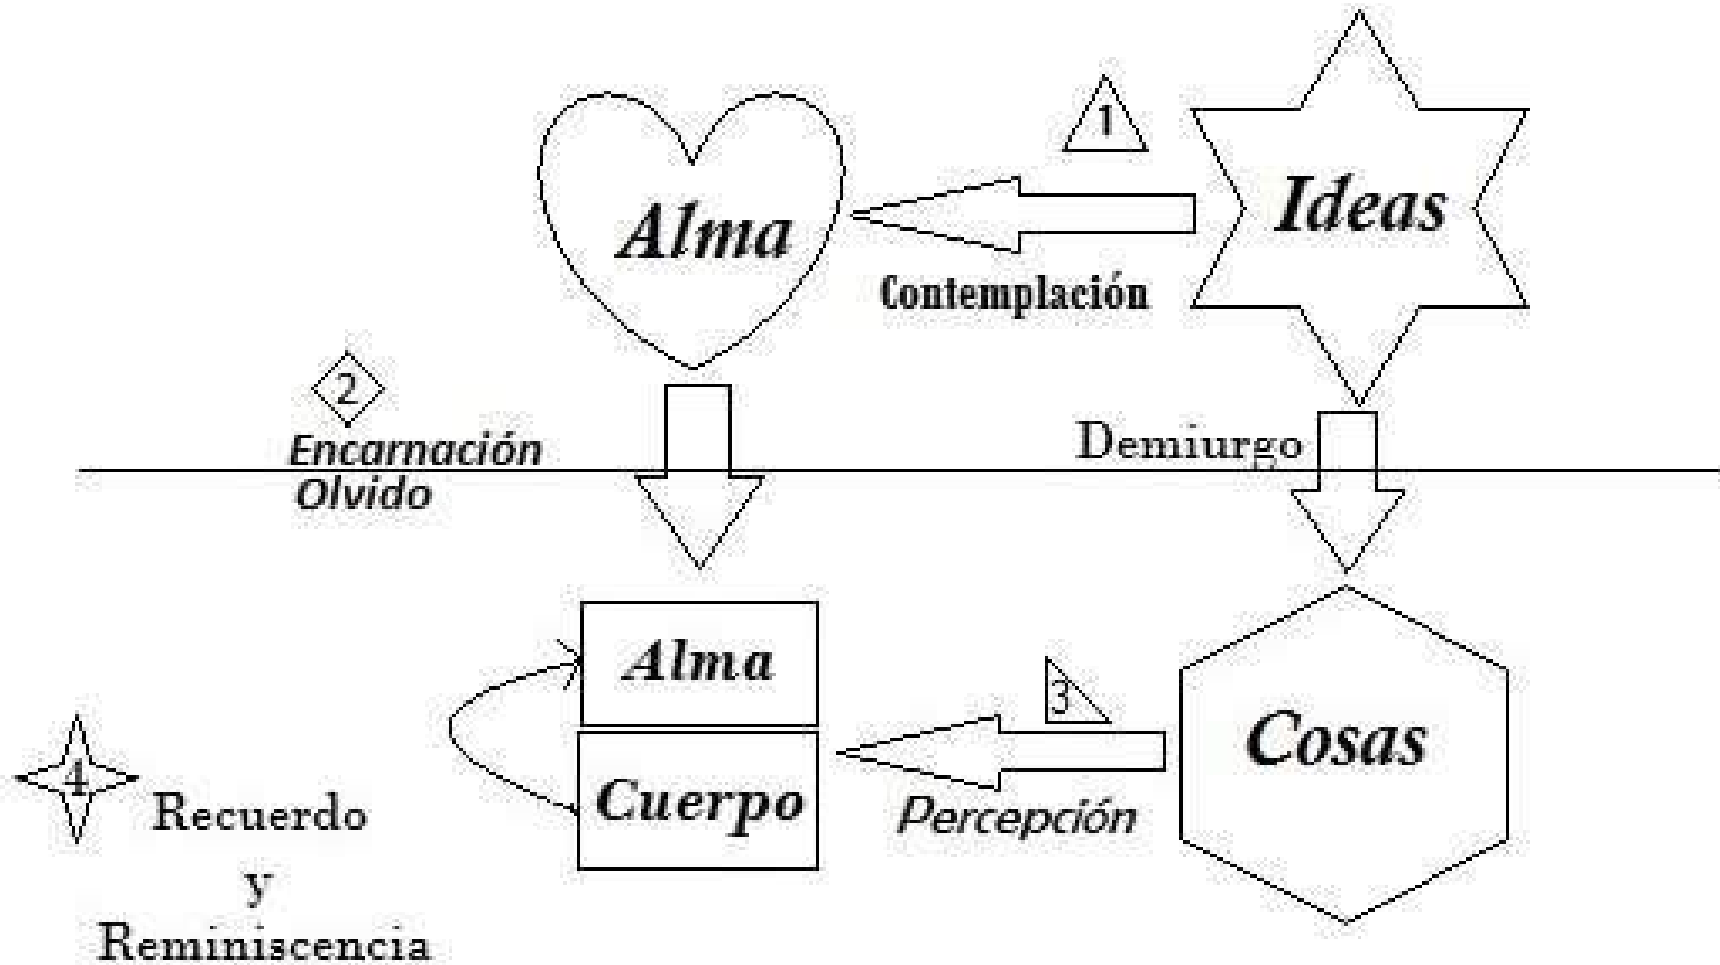 1
Alma
Ideas
Contemplación
2
Encarnación
Demiurgo
Olvido
Alma
3
Cosas
4
Cuerpo
Percepción
Recuerdo
y
Reminiscencia